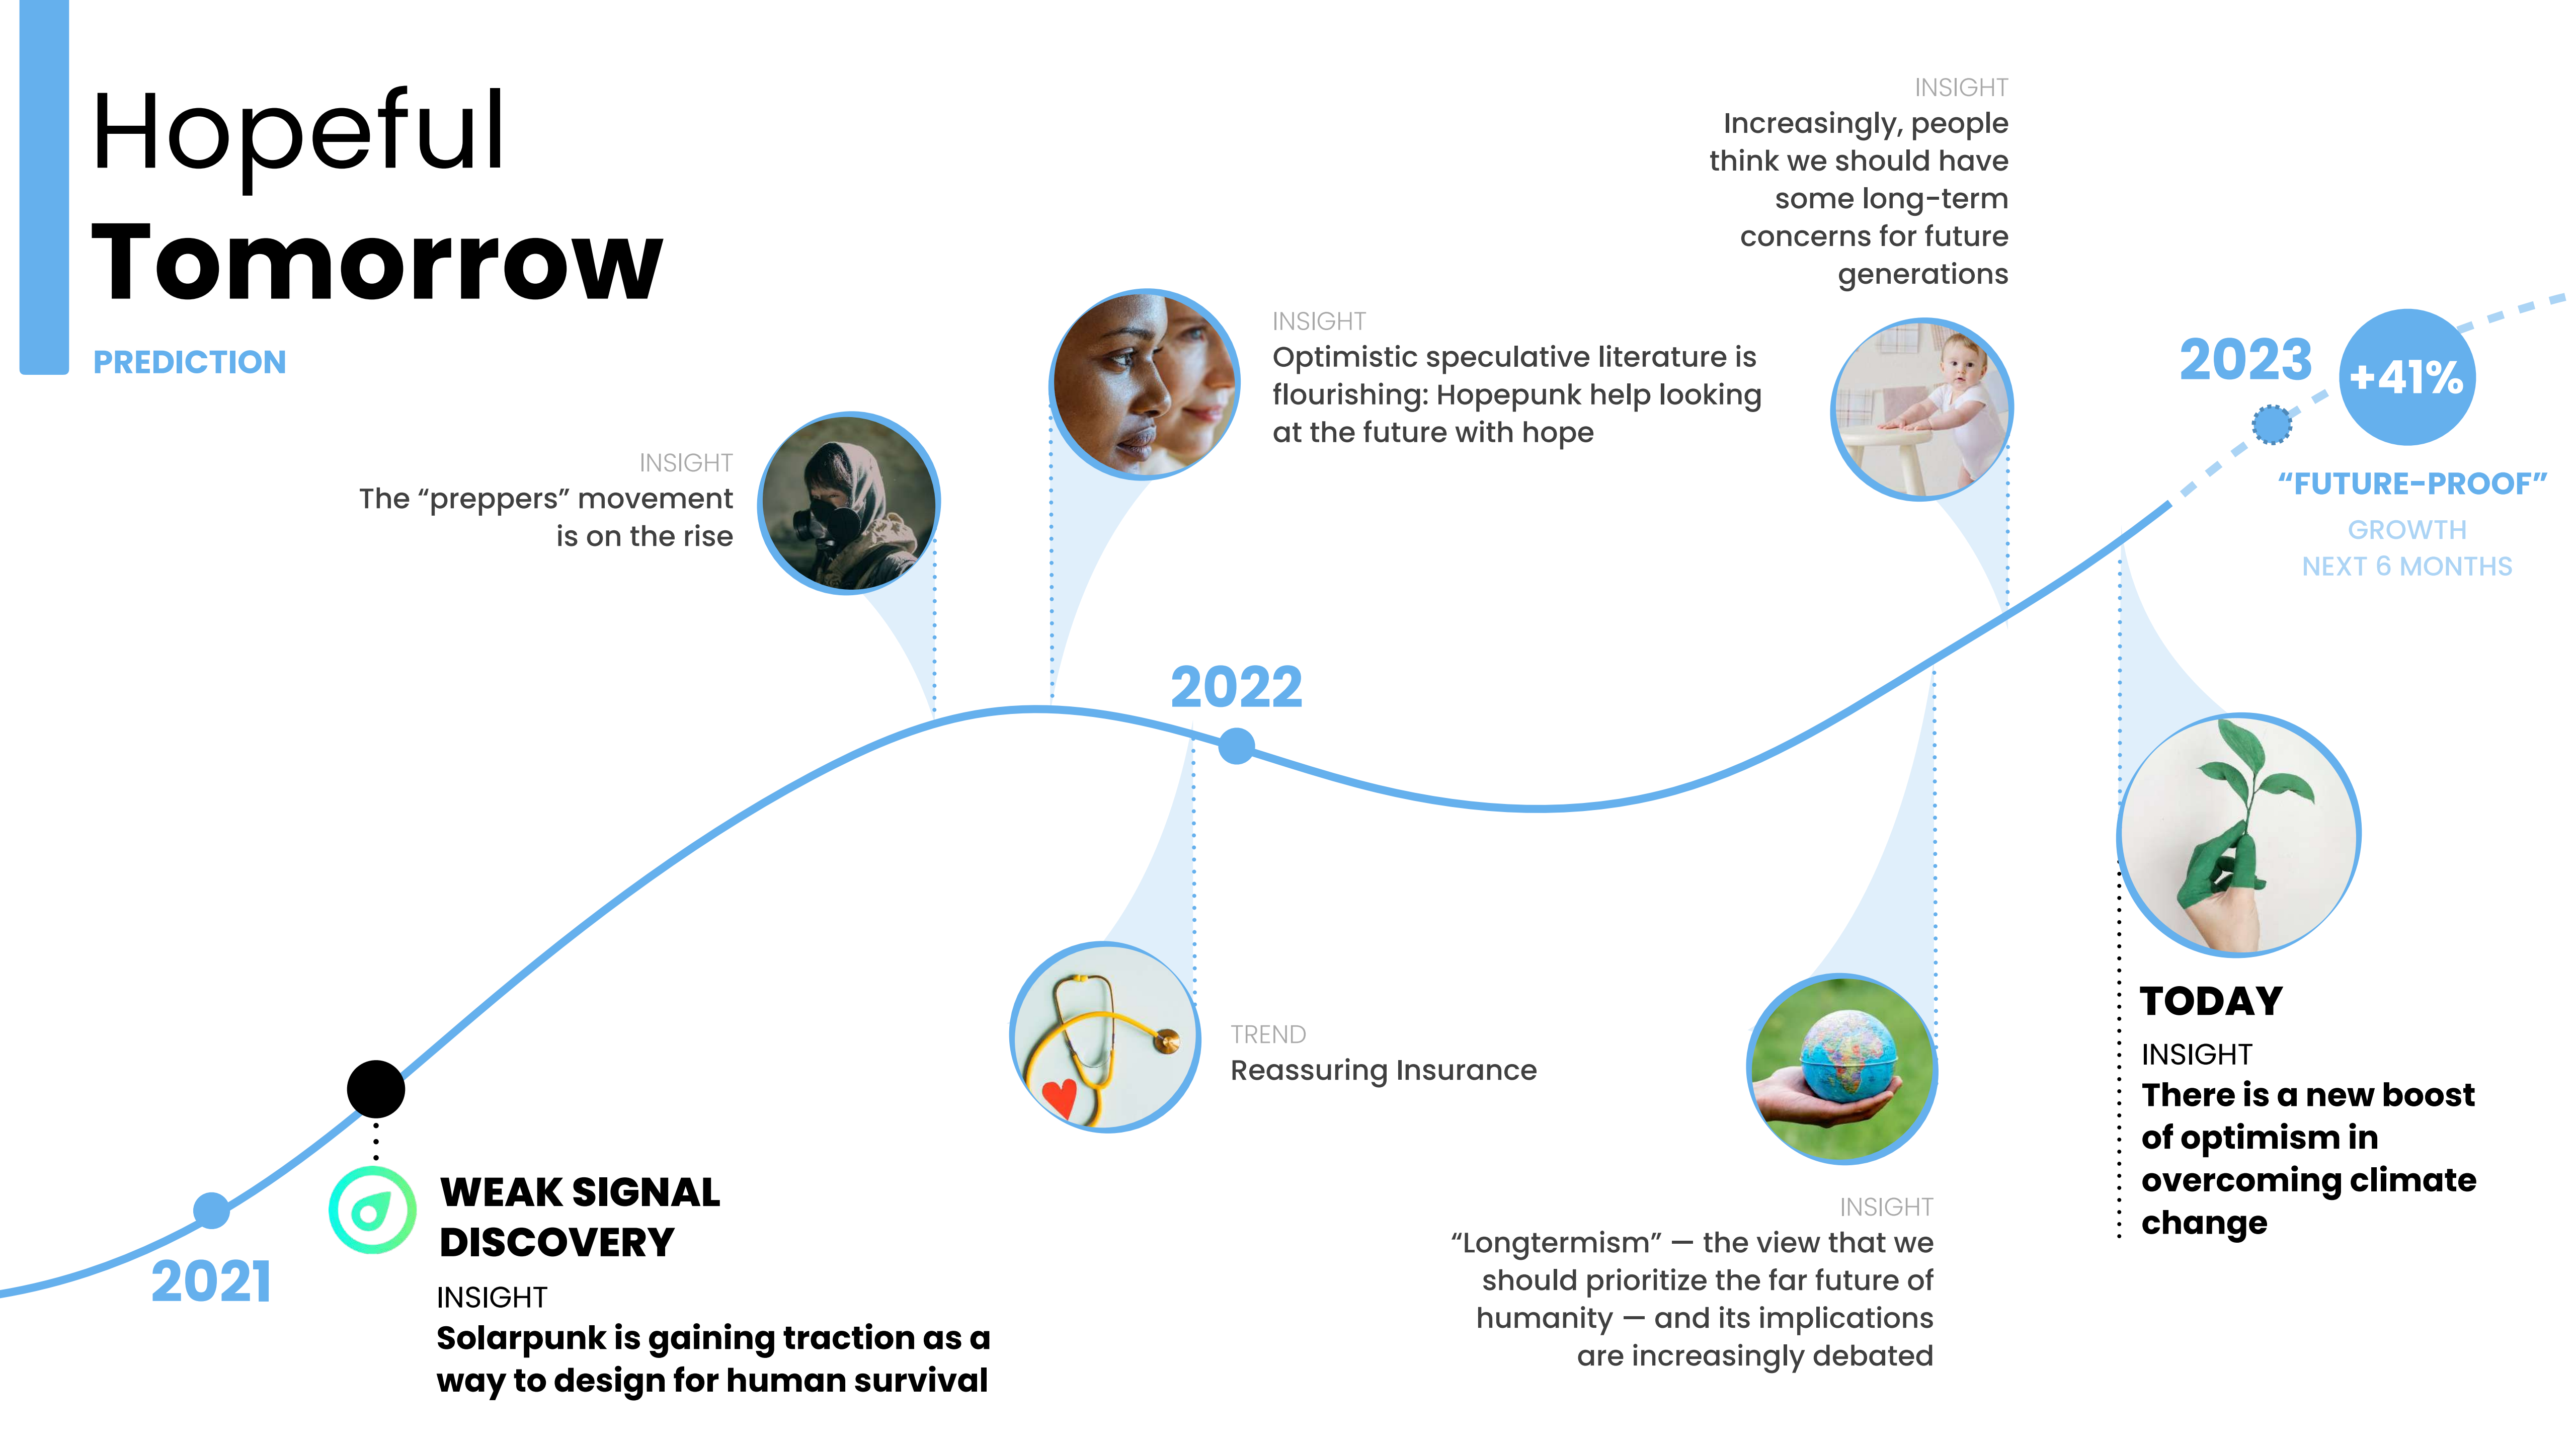 Hopeful
Tomorrow
PREDICTION
INSIGHT
The “preppers” movement
is on the rise
INSIGHT
Optimistic speculative literature is
flourishing: Hopepunk help looking
at the future with hope
INSIGHT
Increasingly, people
think we should have
some long-term
concerns for future
generations
2023
+41%
“FUTURE-PROOF”
GROWTH
NEXT 6 MONTHS
2022
2021
WEAK SIGNAL
DISCOVERY
INSIGHT
Solarpunk is gaining traction as a
way to design for human survival
TREND
Reassuring Insurance
INSIGHT
“Longtermism” — the view that we
should prioritize the far future of
humanity — and its implications
are increasingly debated
TODAY
INSIGHT
There is a new boost
of optimism in
overcoming climate
change